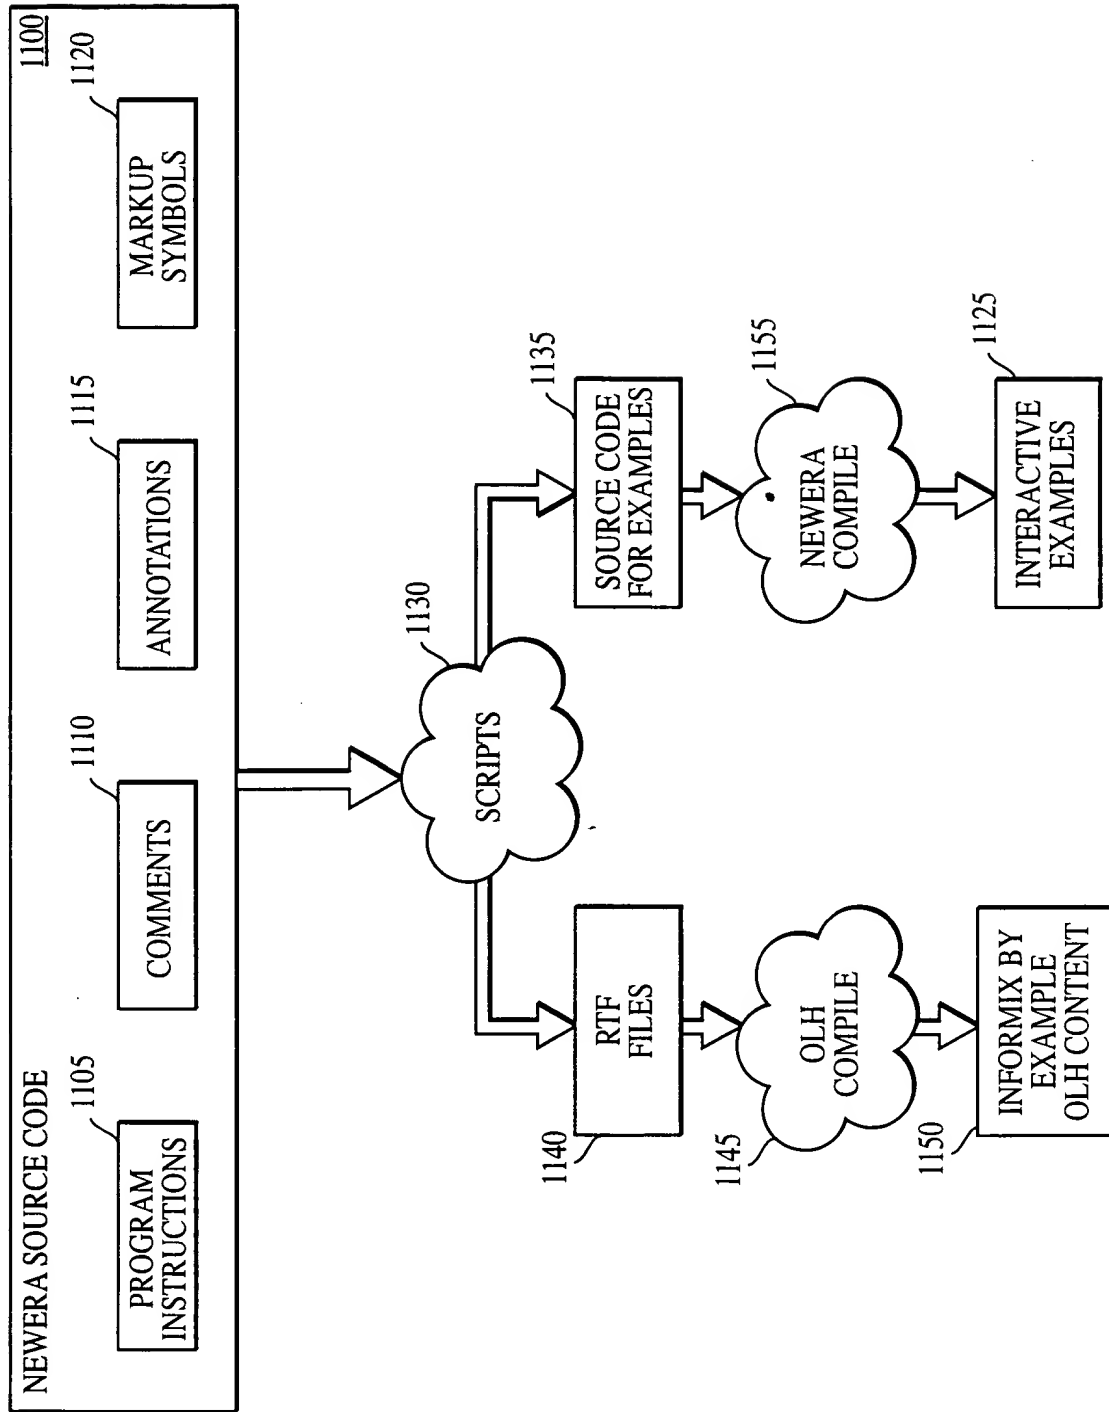 NEWERA SOURCE CODE
1100
1105
PROGRAM
INSTRUCTIONS
1110
COMMENTS
1115
ANNOTATIONS
1120
MARKUP
SYMBOLS
1130
SCRIPTS
1140
RTF
FILES
1135
SOURCE CODE
FOR EXAMPLES
1145
OLH
COMPILE
1155
NEWERA
COMPILE
1150
INFORMIX BY
EXAMPLE
OLH CONTENT
1125
INTERACTIVE
EXAMPLES